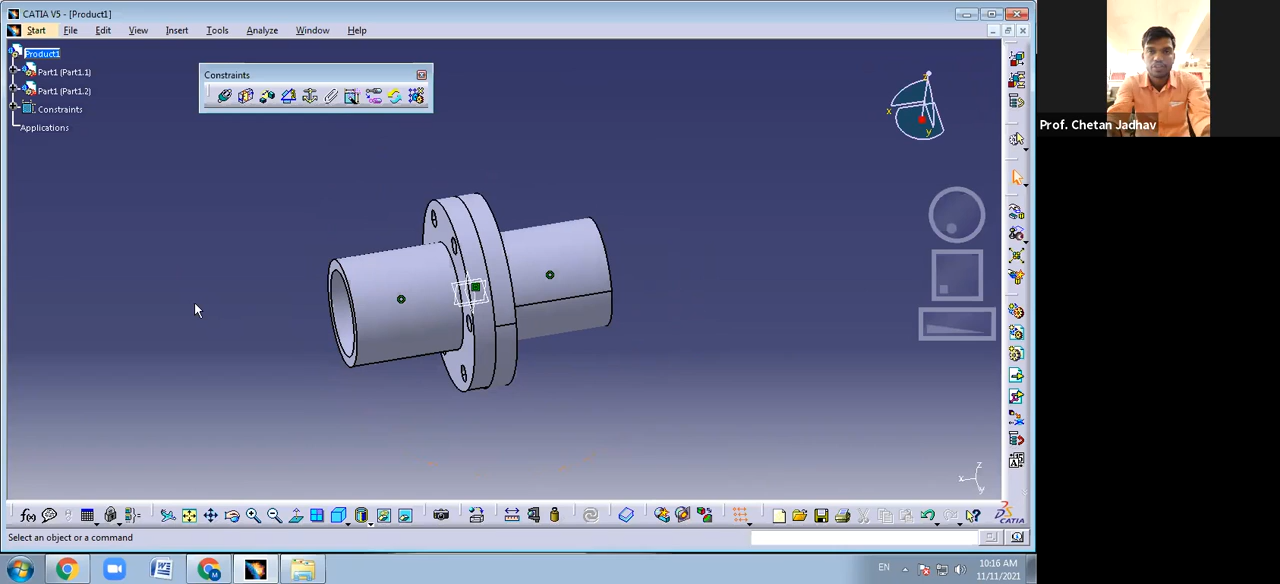 CATIA V5 - [Product1]
Start File Edit View Insert Tools Analyze Window Help
Product1
Part1 (Part1.1)
Part1 (Part1.2)
Constraints
Applications
Constraints
x
y
Prof. Chetan Jadhav
z
x
y
f(x)
CATIA
Select an object or a command
EN
10:16 AM
11/11/2021